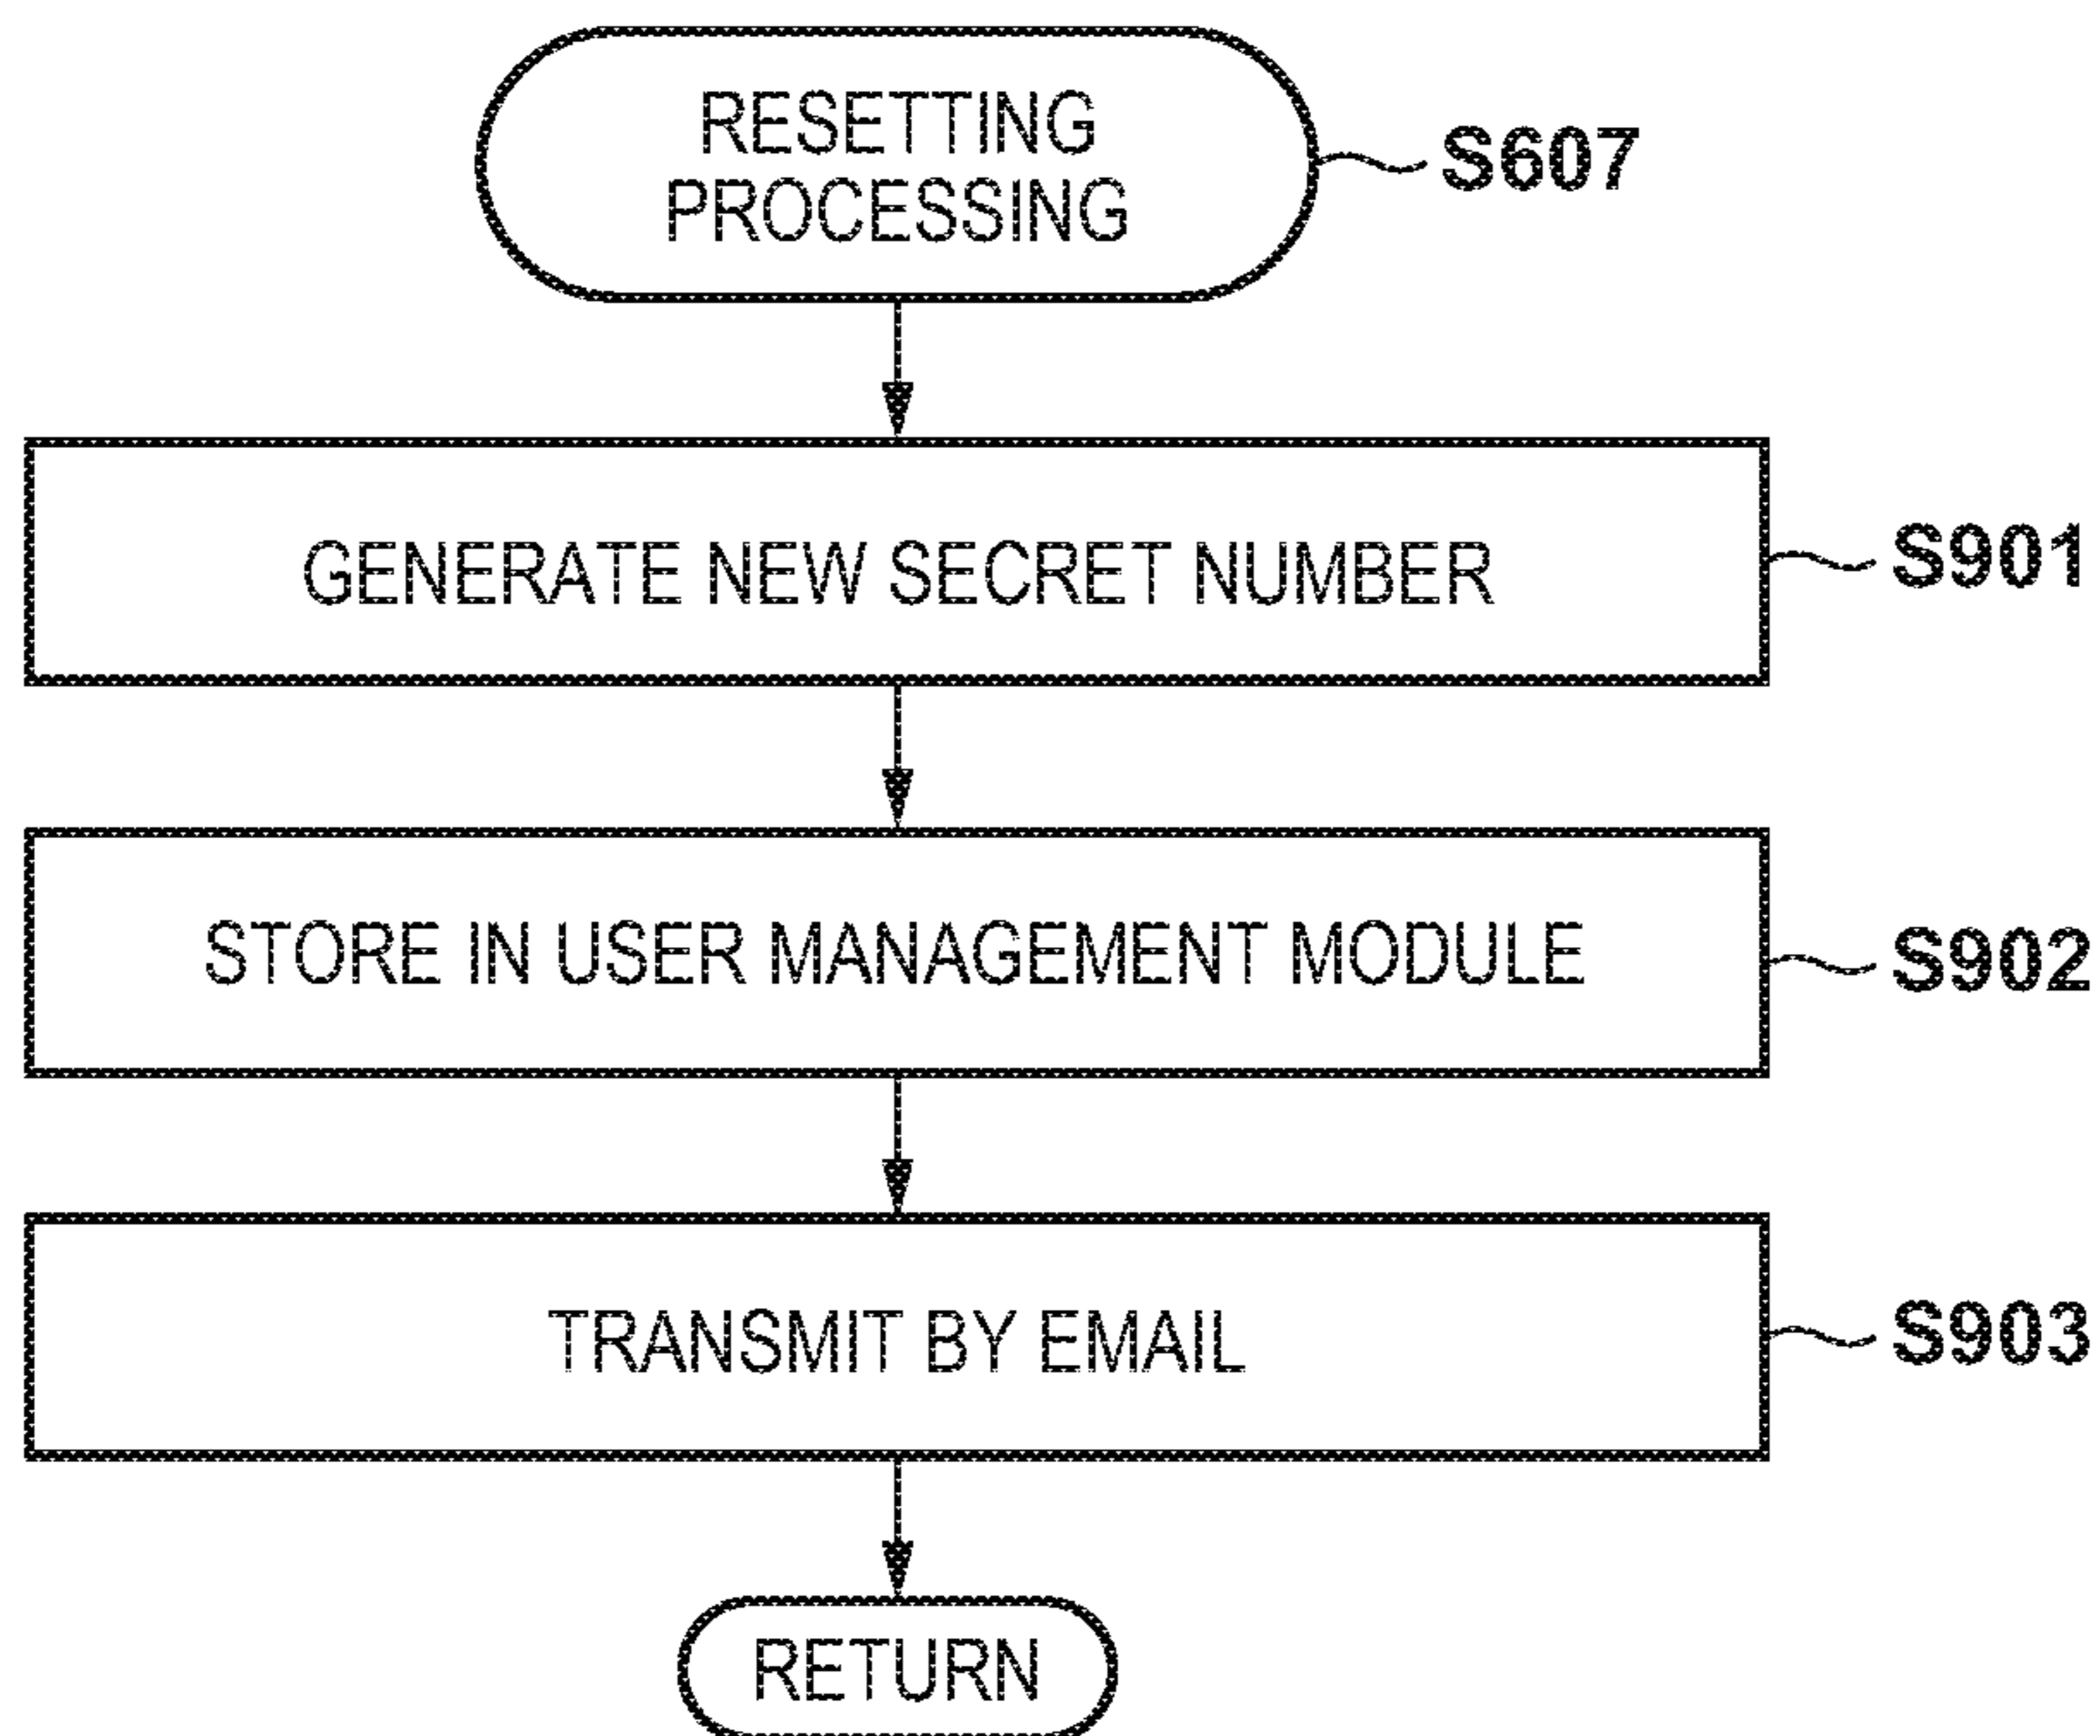 RESETTING
PROCESSING
S607
GENERATE NEW SECRET NUMBER
S901
STORE IN USER MANAGEMENT MODULE
S902
TRANSMIT BY EMAIL
S903
RETURN